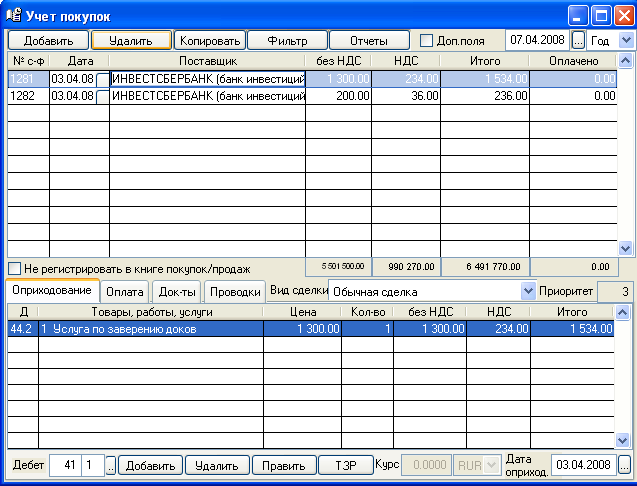 Учет покупок
Добавить Удалить Копировать Фильтр Отчеты Доп.поля 07.04.2008 ... Год
№ с-ф Дата Поставщик без НДС НДС Итого Оплачено
1281 03.04.08 ИНВЕСТСБЕРБАНК (банк инвестиций 1 300.00 234.00 1 534.00 0.00
1282 03.04.08 ИНВЕСТСБЕРБАНК (банк инвестиций 200.00 36.00 236.00 0.00
Не регистрировать в книге покупок/продаж 5 501 500.00 990 270.00 6 491 770.00 0.00
Оприходование Оплата Док-ты Проводки Вид сделки Обычная сделка Приоритет 3
Д Товары, работы, услуги Цена Кол-во без НДС НДС Итого
44.2 1 Услуга по заверению доков 1 300.00 1 1 300.00 234.00 1 534.00
Дебет 41 1 ... Добавить Удалить Править ТЗР Курс 0.0000 RUR Дата оприход. 03.04.2008 ...